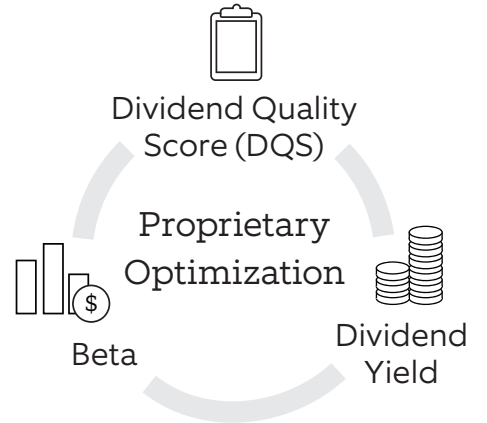 Dividend Quality
Score (DQS)
Proprietary
Optimization
$
Beta
Dividend
Yield